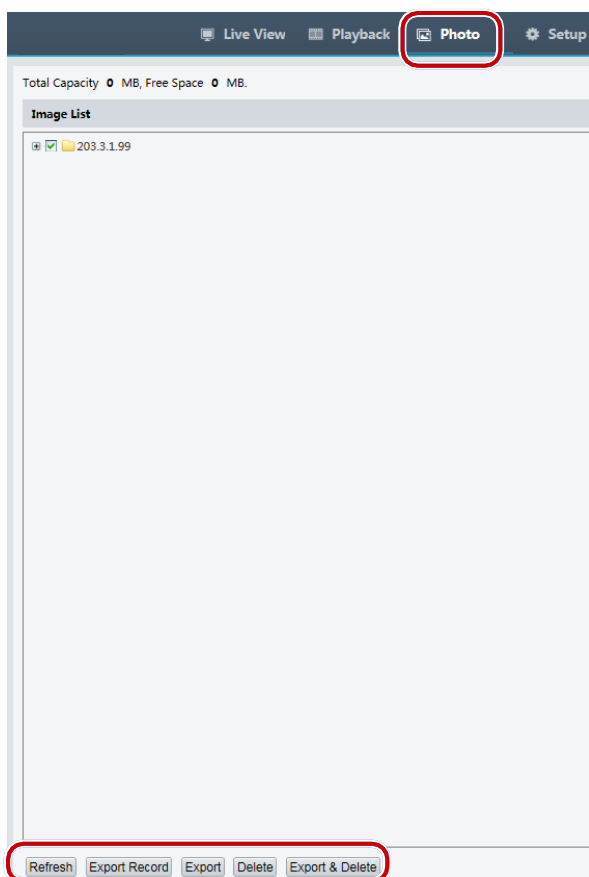 Live View Playback Photo Setup
Total Capacity 0 MB, Free Space 0 MB.
Image List
203.3.1.99
Refresh Export Record Export Delete Export & Delete